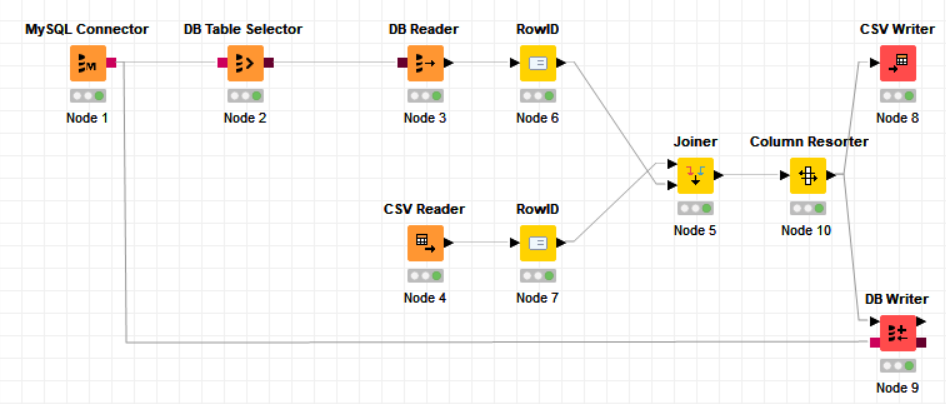 MySQL Connector
DB Table Selector
DB Reader
RowID
CSV Writer
M
Node 1
Node 2
Node 3
Node 6
Node 8
Joiner
Column Resorter
Node 5
Node 10
CSV Reader
RowID
Node 4
Node 7
DB Writer
Node 9